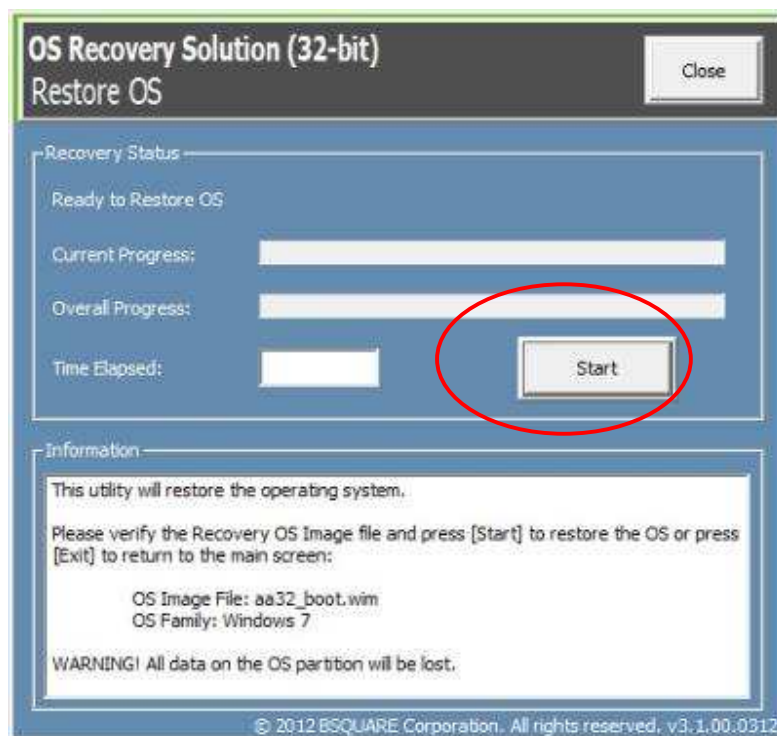 OS Recovery Solution (32-bit)
Restore OS
Close
Recovery Status
Ready to Restore OS
Current Progress:
Overall Progress:
Time Elapsed:
Start
Information
This utility will restore the operating system.
Please verify the Recovery OS Image file and press [Start] to restore the OS or press
[Exit] to return to the main screen:
OS Image File: aa32_boot.wim
OS Family: Windows 7
WARNING! All data on the OS partition will be lost.
© 2012 BSQUARE Corporation. All rights reserved. v3.1.00.0312